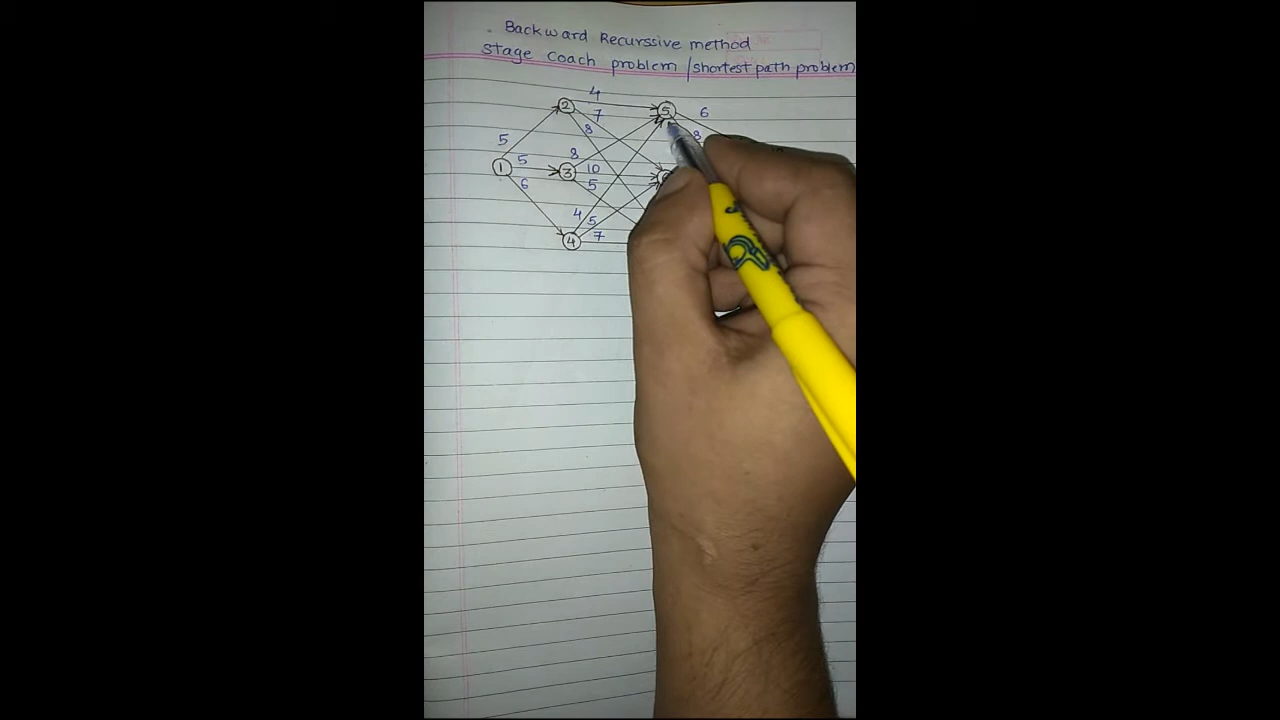 Backward Recurssive method
stage coach problem / shortest path problem
4
2 5 6
7
8 8
5
8
1 5 3 10
6 5
4 5
4 7